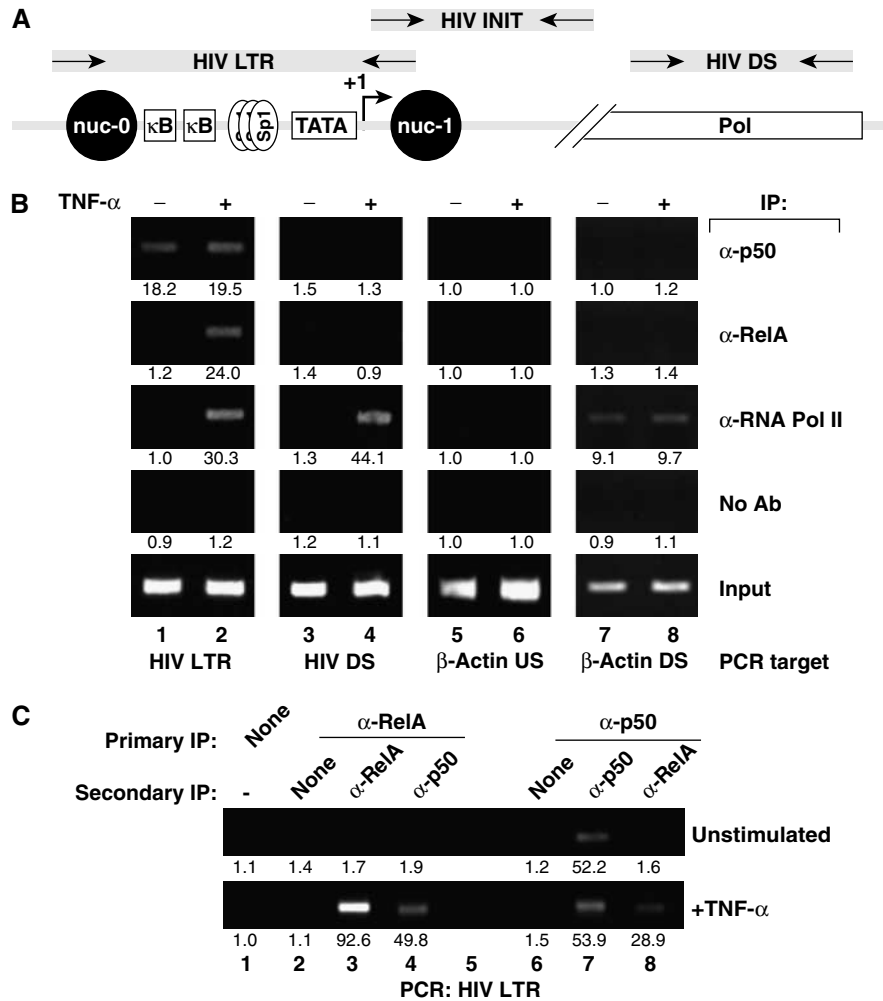 A
HIV INIT
HIV LTR
HIV DS
+1
nuc-0
κB
κB
Sp1
TATA
nuc-1
Pol
B
TNF-α – + – + – + – + IP:
α-p50
18.2 19.5 1.5 1.3 1.0 1.0 1.0 1.2
α-RelA
1.2 24.0 1.4 0.9 1.0 1.0 1.3 1.4
α-RNA Pol II
1.0 30.3 1.3 44.1 1.0 1.0 9.1 9.7
No Ab
0.9 1.2 1.2 1.1 1.0 1.0 0.9 1.1
Input
1 2 3 4 5 6 7 8
HIV LTR HIV DS β-Actin US β-Actin DS PCR target
C
Primary IP: None α-RelA α-p50
Secondary IP: - None α-RelA α-p50 None α-p50 α-RelA
Unstimulated
1.1 1.4 1.7 1.9 1.2 52.2 1.6
+TNF-α
1.0 1.1 92.6 49.8 1.5 53.9 28.9
1 2 3 4 5 6 7 8
PCR: HIV LTR